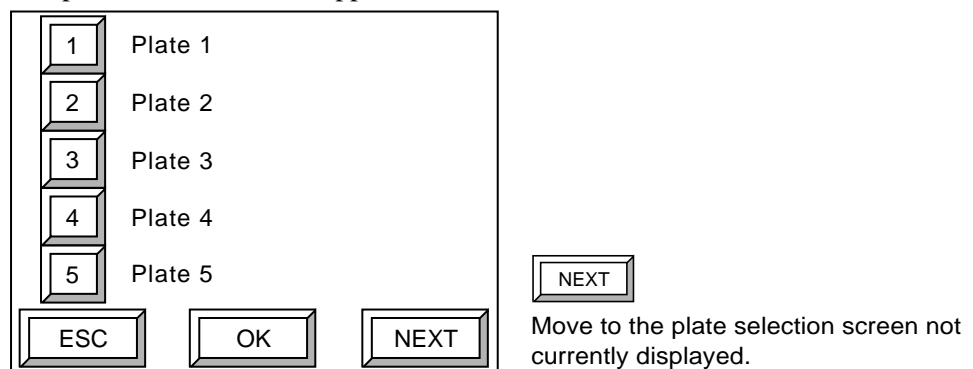 1 Plate 1
2 Plate 2
3 Plate 3
4 Plate 4
5 Plate 5
ESC OK NEXT
NEXT
Move to the plate selection screen not
currently displayed.